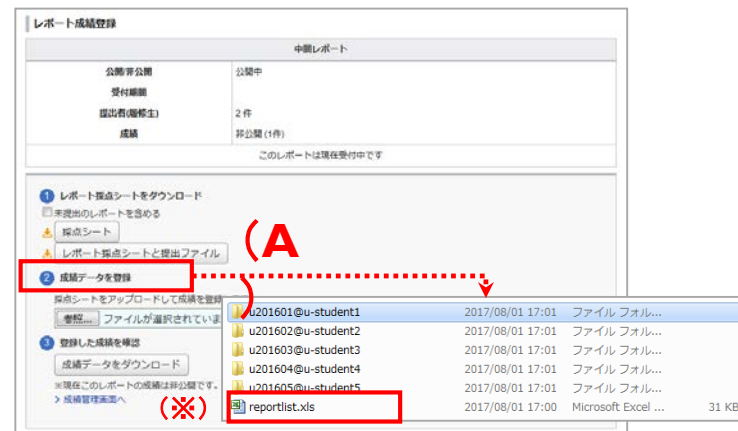 レポート成績登録
中間レポート
公開/非公開 公開中
受付期間
提出者(履修生) 2 件
成績 非公開 (1件)
このレポートは現在受付中です
1 レポート採点シートをダウンロード
未提出のレポートを含める
採点シート
レポート採点シートと提出ファイル
(A
)
2 成績データを登録
採点シートをアップロードして成績を登録
参照... ファイルが選択されていま
3 登録した成績を確認
成績データをダウンロード
※現在このレポートの成績は非公開です。
> 成績管理画面へ
(※)
u201601@u-student1 2017/08/01 17:01 ファイル フォル...
u201602@u-student2 2017/08/01 17:01 ファイル フォル...
u201603@u-student3 2017/08/01 17:01 ファイル フォル...
u201604@u-student4 2017/08/01 17:01 ファイル フォル...
u201605@u-student5 2017/08/01 17:01 ファイル フォル...
reportlist.xls 2017/08/01 17:00 Microsoft Excel ... 31 KB